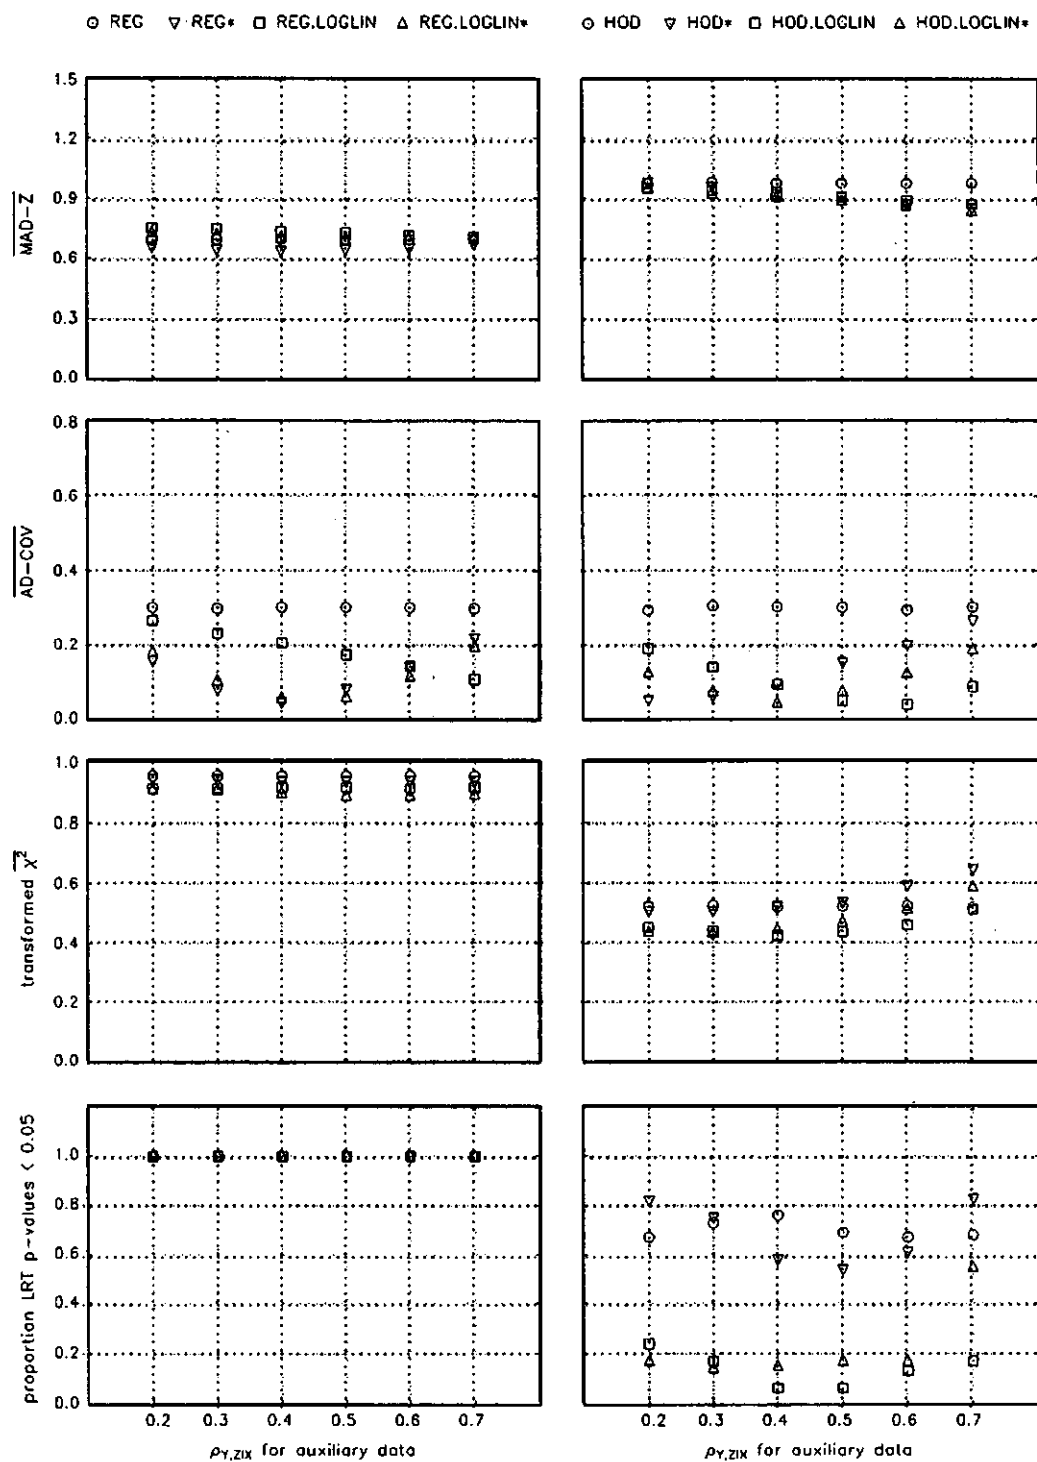 ⊙ REG ▽ REG* □ REG.LOGLIN △ REG.LOGLIN*
⊙ HOD ▽ HOD* □ HOD.LOGLIN △ HOD.LOGLIN*
MAD-Z
1.5
1.2
0.9
0.6
0.3
0.0
AD-COV
0.8
0.6
0.4
0.2
0.0
transformed χ²
1.0
0.8
0.6
0.4
0.2
0.0
proportion LRT p-values < 0.05
1.0
0.8
0.6
0.4
0.2
0.0
0.2 0.3 0.4 0.5 0.6 0.7
0.2 0.3 0.4 0.5 0.6 0.7
ρY,ZIX for auxiliary data
ρY,ZIX for auxiliary data